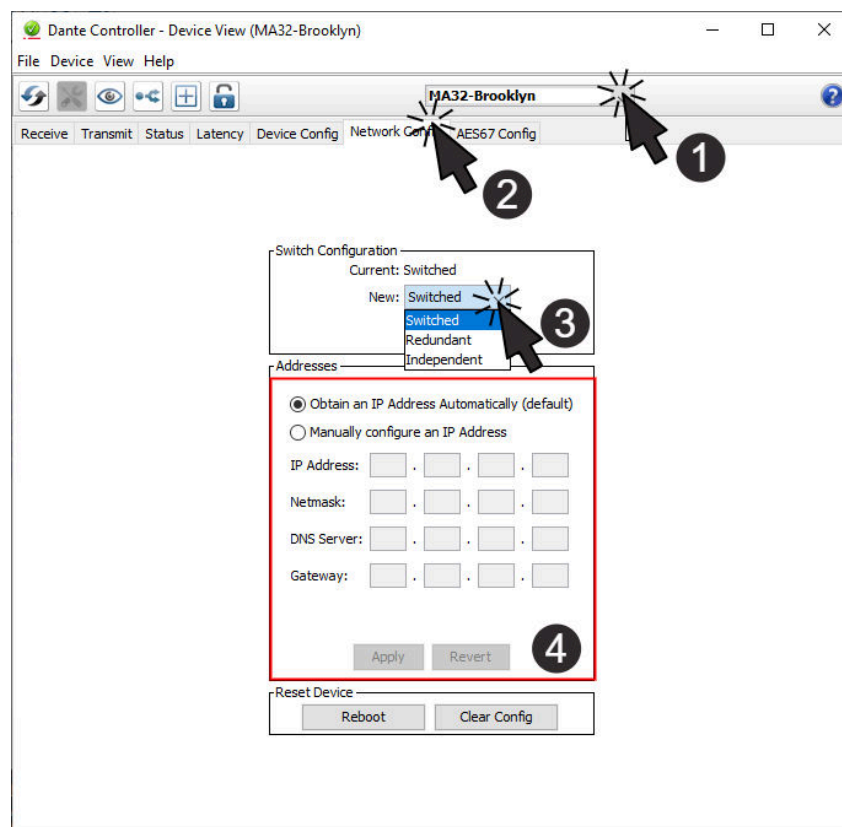 Dante Controller - Device View (MA32-Brooklyn)
File Device View Help
MA32-Brooklyn
1
Receive Transmit Status Latency Device Config Network AES67 Config
2
Switch Configuration
Current: Switched
New: Switched
Switched
3
Redundant
Independent
Addresses
Obtain an IP Address Automatically (default)
Manually configure an IP Address
IP Address: . . .
Netmask: . . .
DNS Server: . . .
Gateway: . . .
Apply Revert
4
Reset Device
Reboot Clear Config